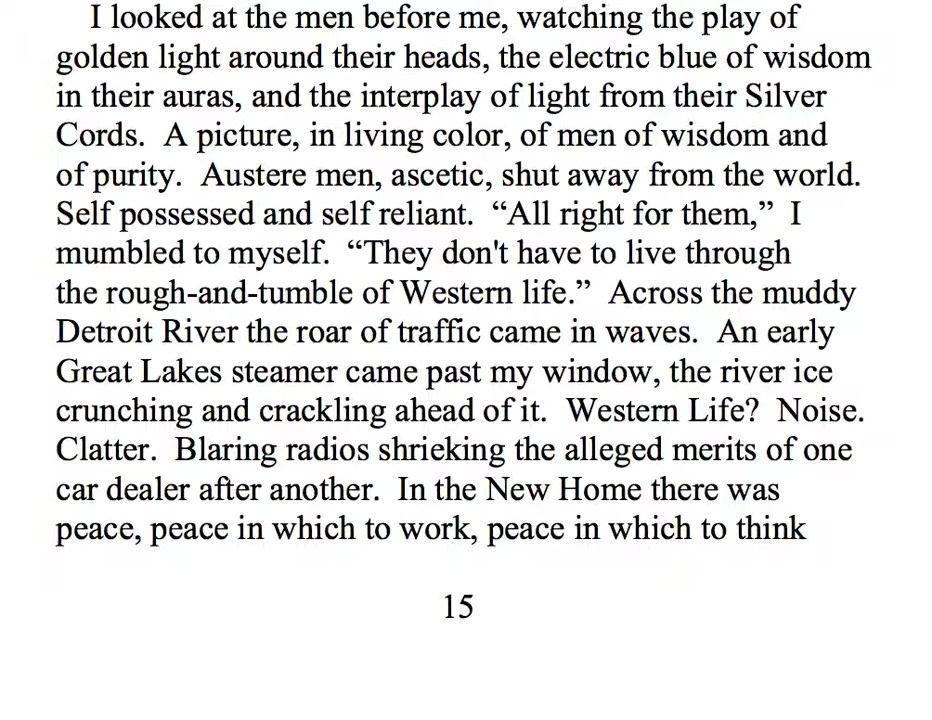 I looked at the men before me, watching the play of
golden light around their heads, the electric blue of wisdom
in their auras, and the interplay of light from their Silver
Cords.  A picture, in living color, of men of wisdom and
of purity.  Austere men, ascetic, shut away from the world.
Self possessed and self reliant.  “All right for them,”  I
mumbled to myself.  “They don't have to live through
the rough-and-tumble of Western life.”  Across the muddy
Detroit River the roar of traffic came in waves.  An early
Great Lakes steamer came past my window, the river ice
crunching and crackling ahead of it.  Western Life?  Noise.
Clatter.  Blaring radios shrieking the alleged merits of one
car dealer after another.  In the New Home there was
peace, peace in which to work, peace in which to think
15